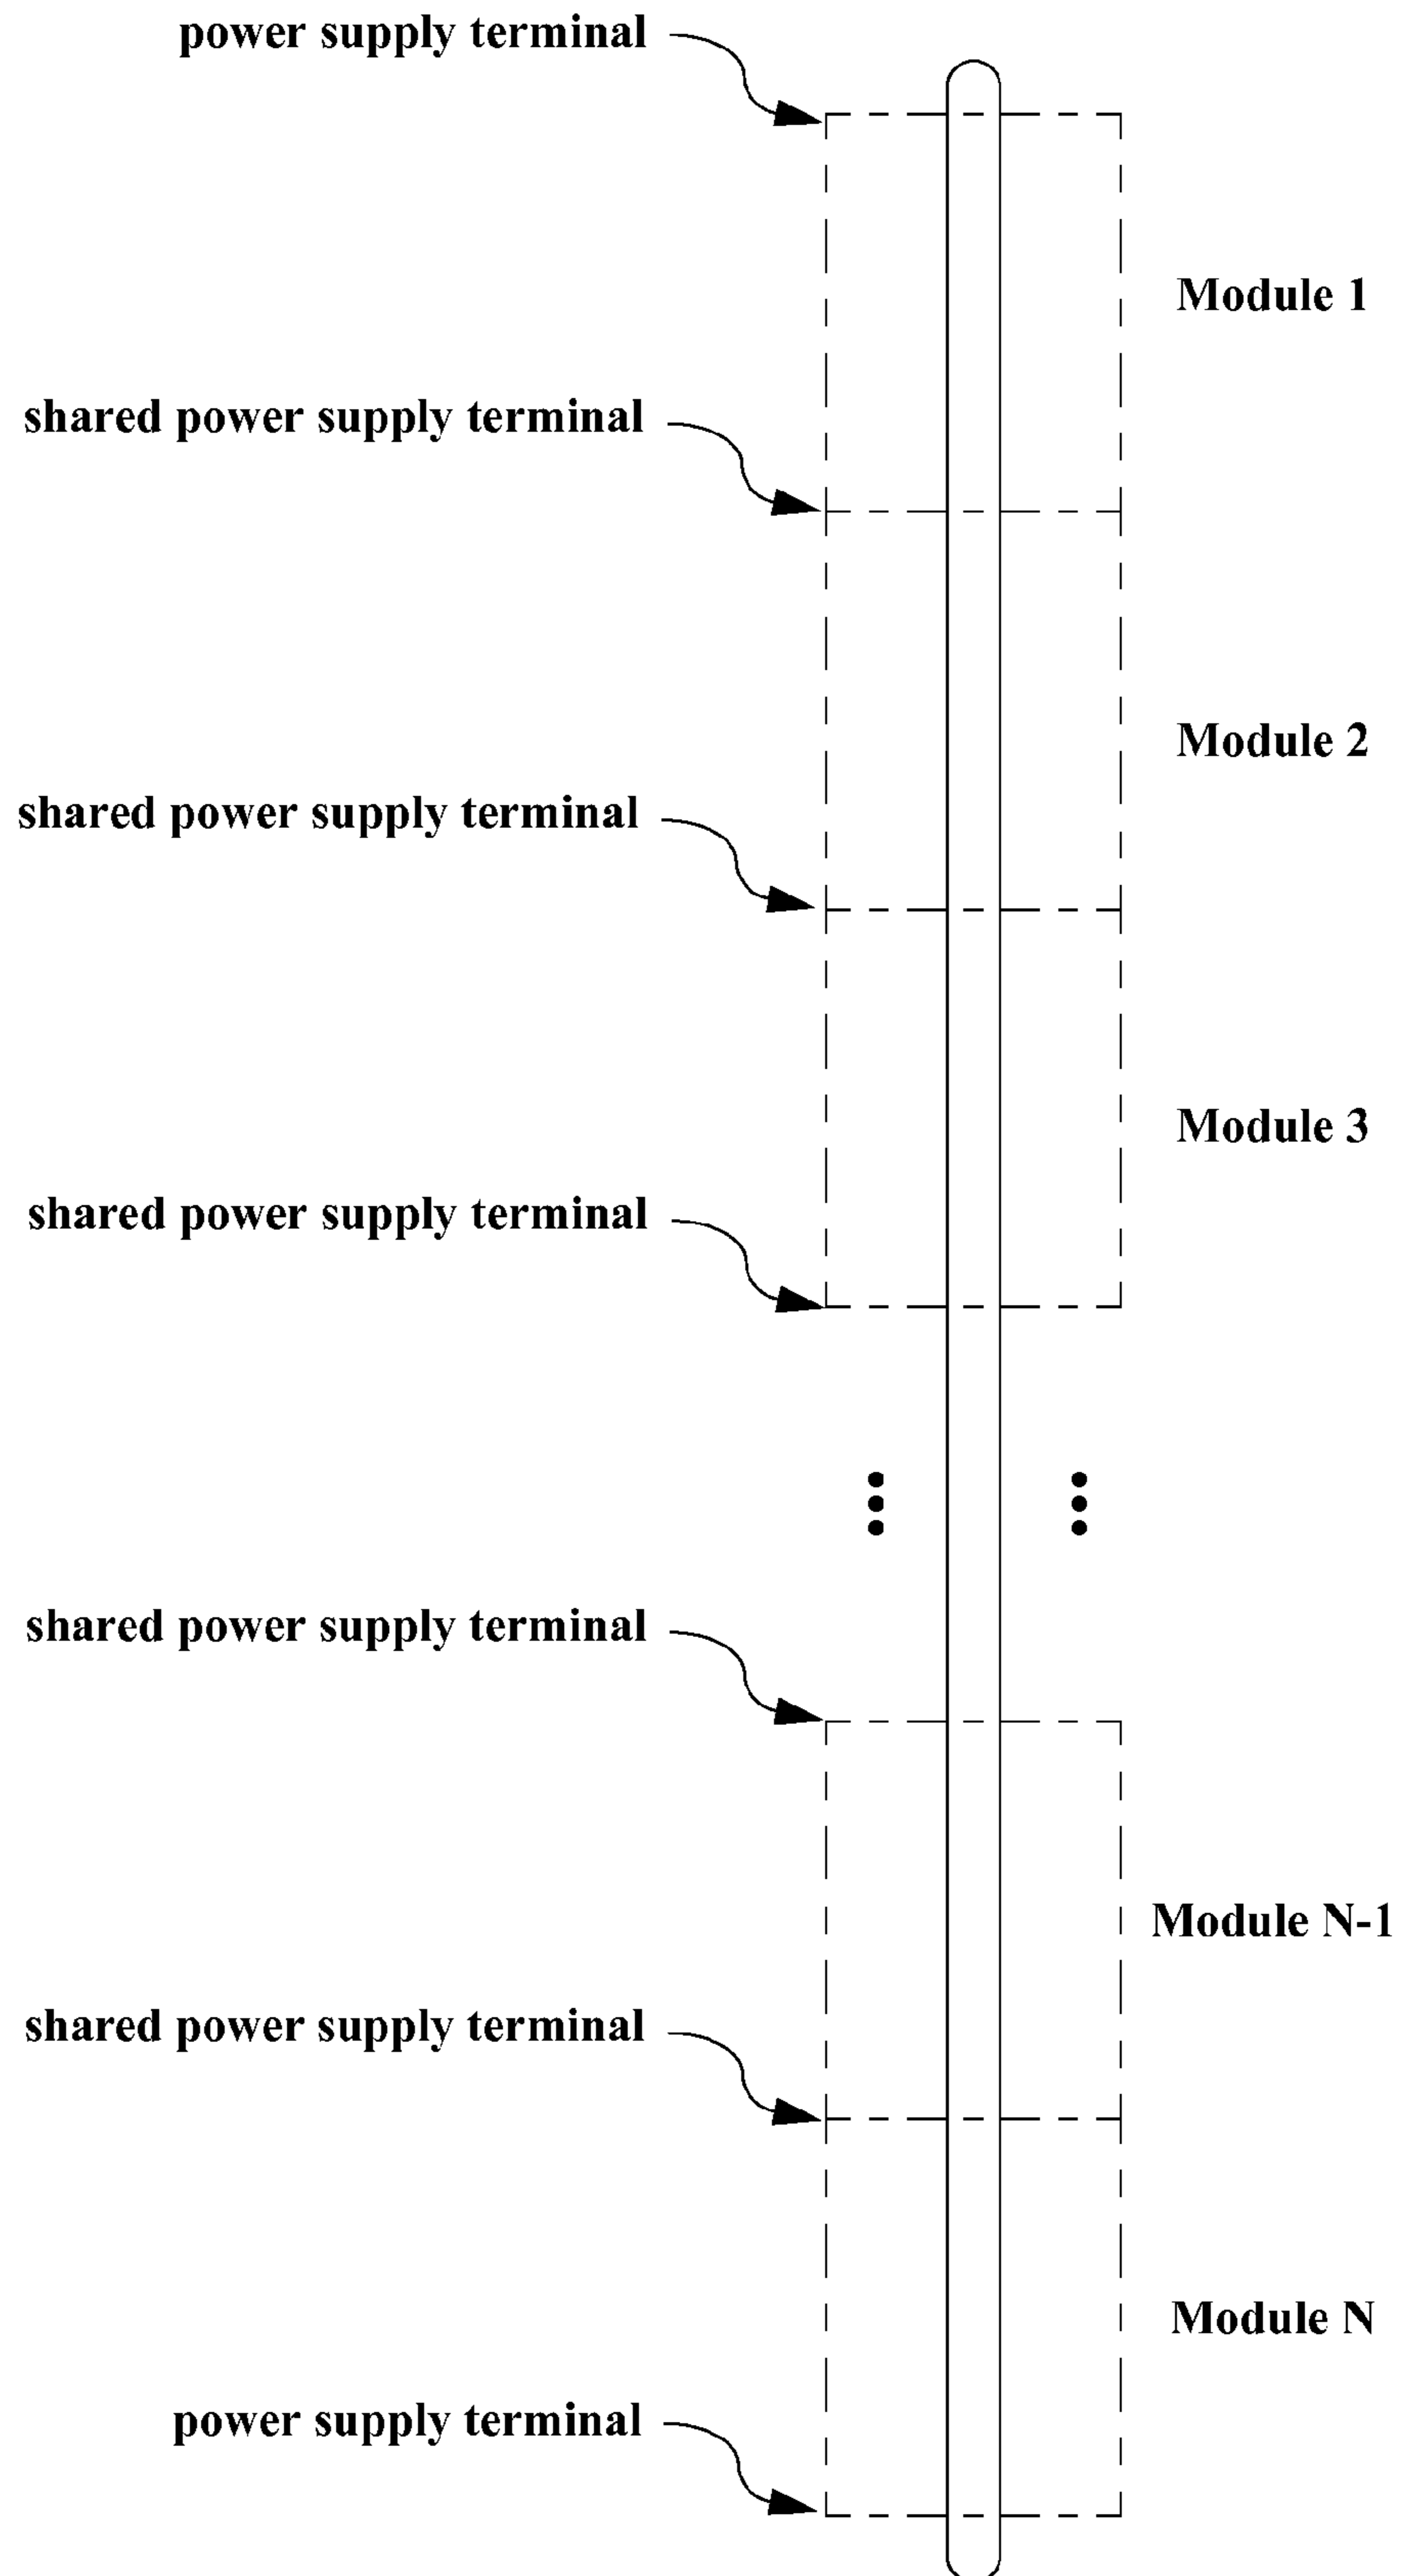 power supply terminal
Module 1
shared power supply terminal
Module 2
shared power supply terminal
Module 3
shared power supply terminal
shared power supply terminal
Module N-1
shared power supply terminal
Module N
power supply terminal